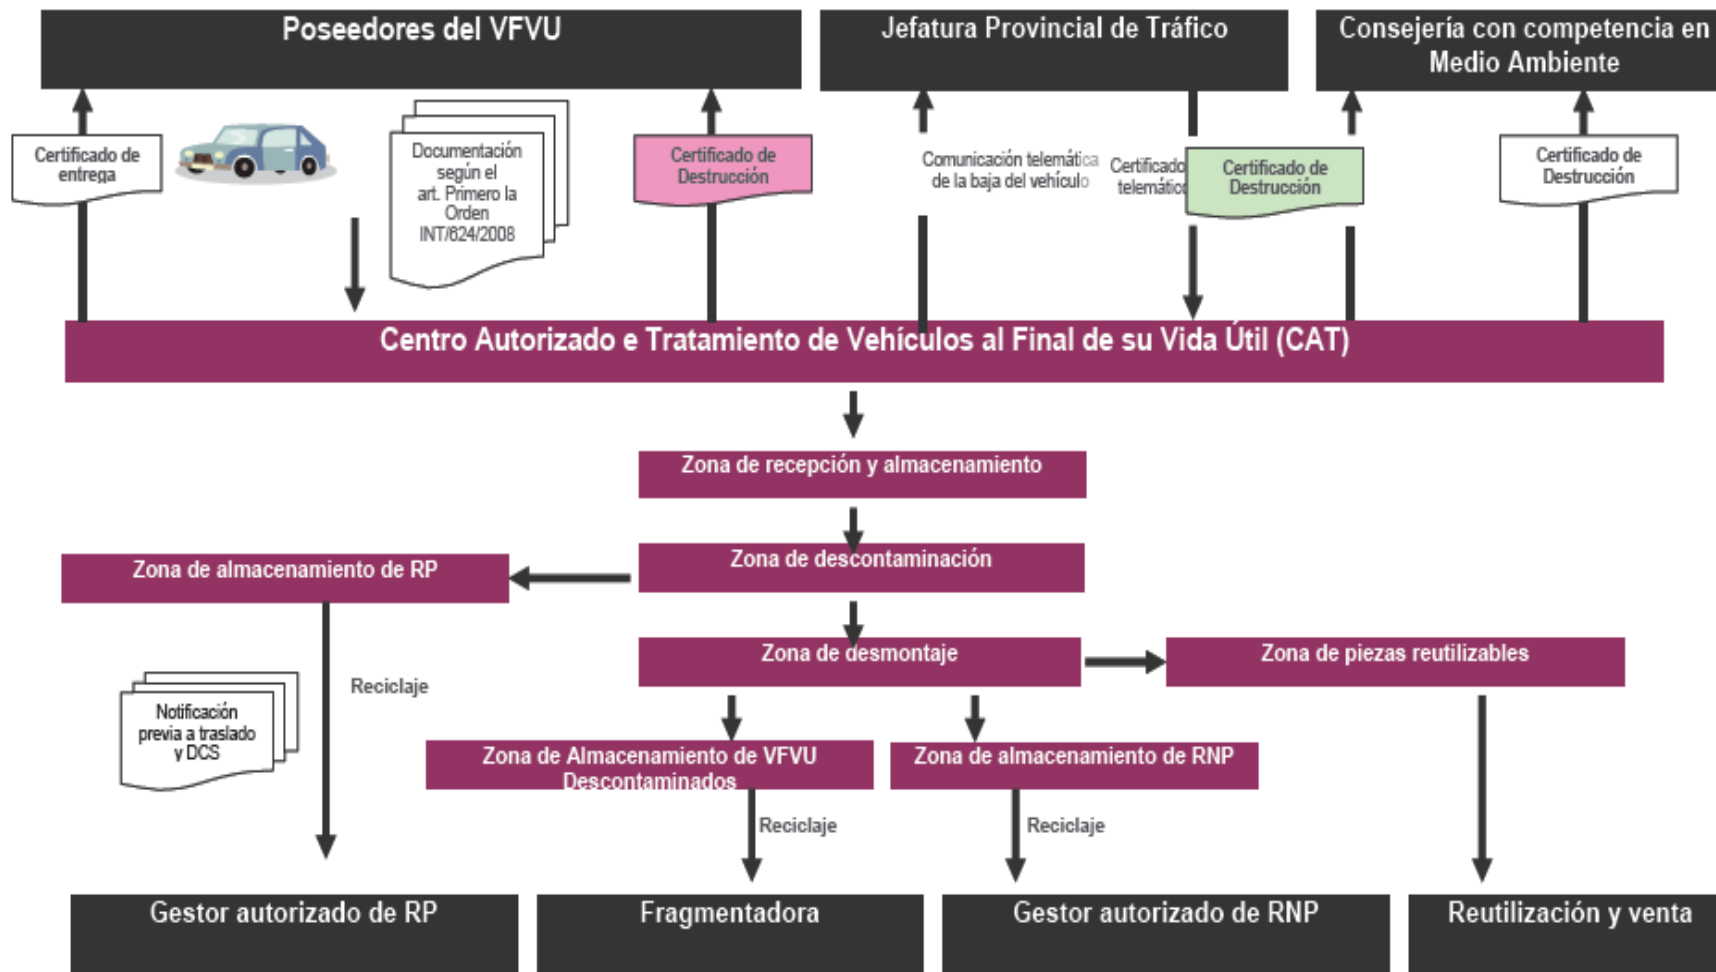 Poseedores del VFVU
Jefatura Provincial de Tráfico
Consejería con competencia en
Medio Ambiente
Certificado de
entrega
Documentación
según el
art. Primero la
Orden
INT/624/2008
Certificado de
Destrucción
Comunicación telemática
de la baja del vehículo
Certificado
telemático
Certificado de
Destrucción
Certificado de
Destrucción
Centro Autorizado e Tratamiento de Vehículos al Final de su Vida Útil (CAT)
Zona de recepción y almacenamiento
Zona de almacenamiento de RP
Zona de descontaminación
Zona de desmontaje
Zona de piezas reutilizables
Reciclaje
Notificación
previa a traslado
y DCS
Zona de Almacenamiento de VFVU
Descontaminados
Zona de almacenamiento de RNP
Reciclaje
Reciclaje
Gestor autorizado de RP
Fragmentadora
Gestor autorizado de RNP
Reutilización y venta